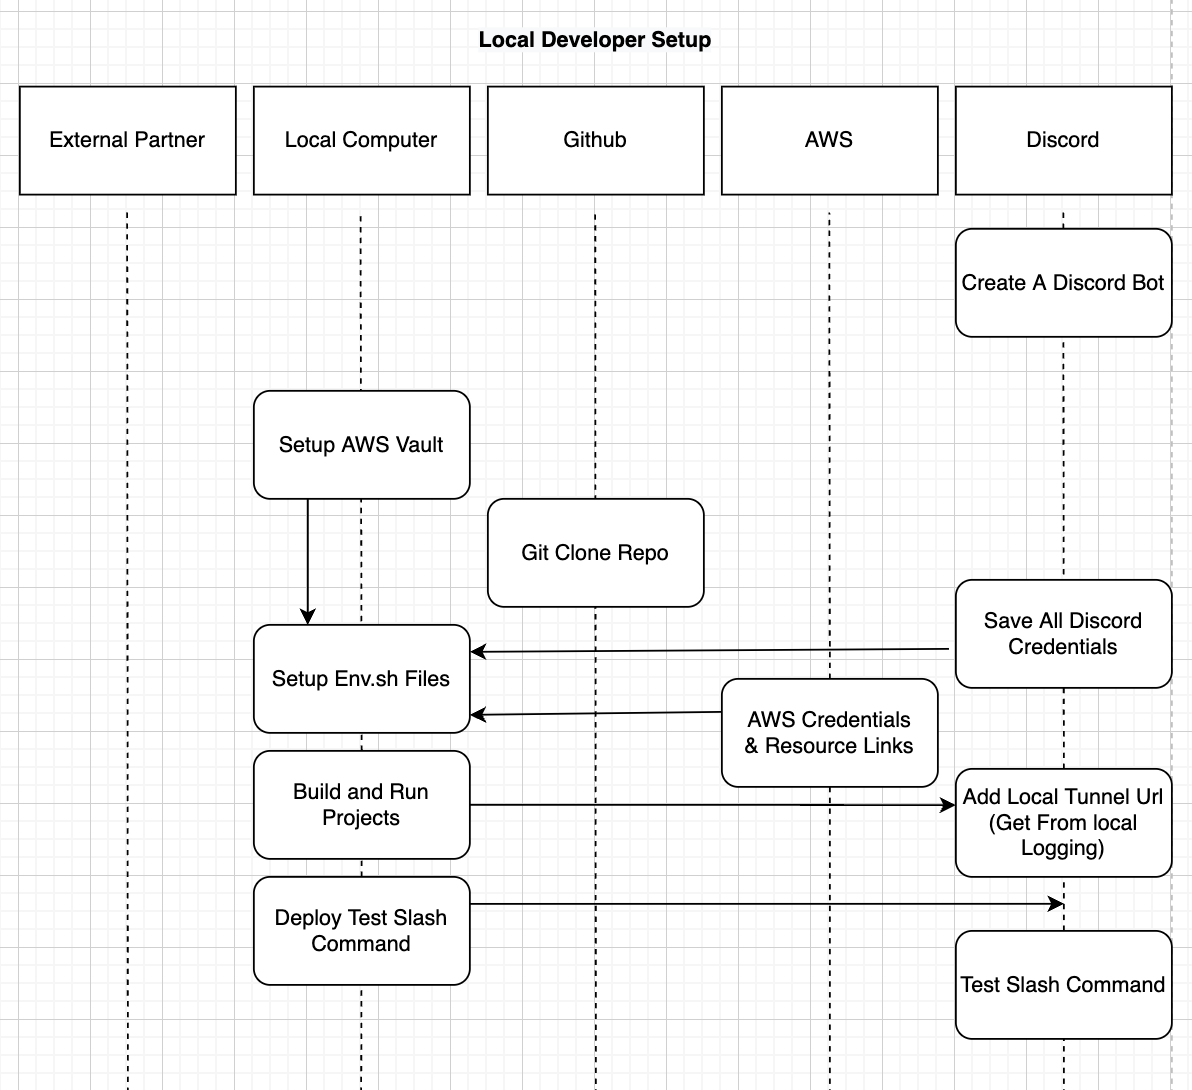 Local Developer Setup
External Partner
Local Computer
Github
AWS
Discord
Create A Discord Bot
Setup AWS Vault
Git Clone Repo
Save All Discord
Credentials
Setup Env.sh Files
AWS Credentials
& Resource Links
Build and Run
Projects
Add Local Tunnel Url
(Get From local
Logging)
Deploy Test Slash
Command
Test Slash Command